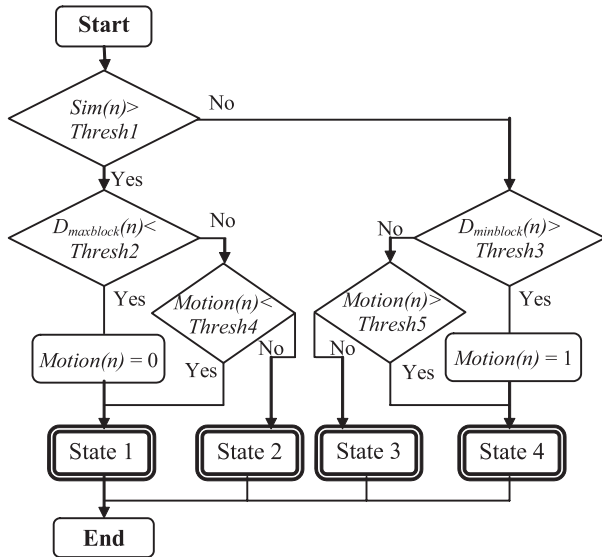 Start
Sim(n)>
Thresh1
No
Yes
Dmaxblock(n)<
Thresh2
No
Yes
Dminblock(n)>
Thresh3
No
Yes
Motion(n)<
Thresh4
No
Yes
Motion(n)>
Thresh5
No
Yes
Motion(n) = 0
Motion(n) = 1
State 1
State 2
State 3
State 4
End